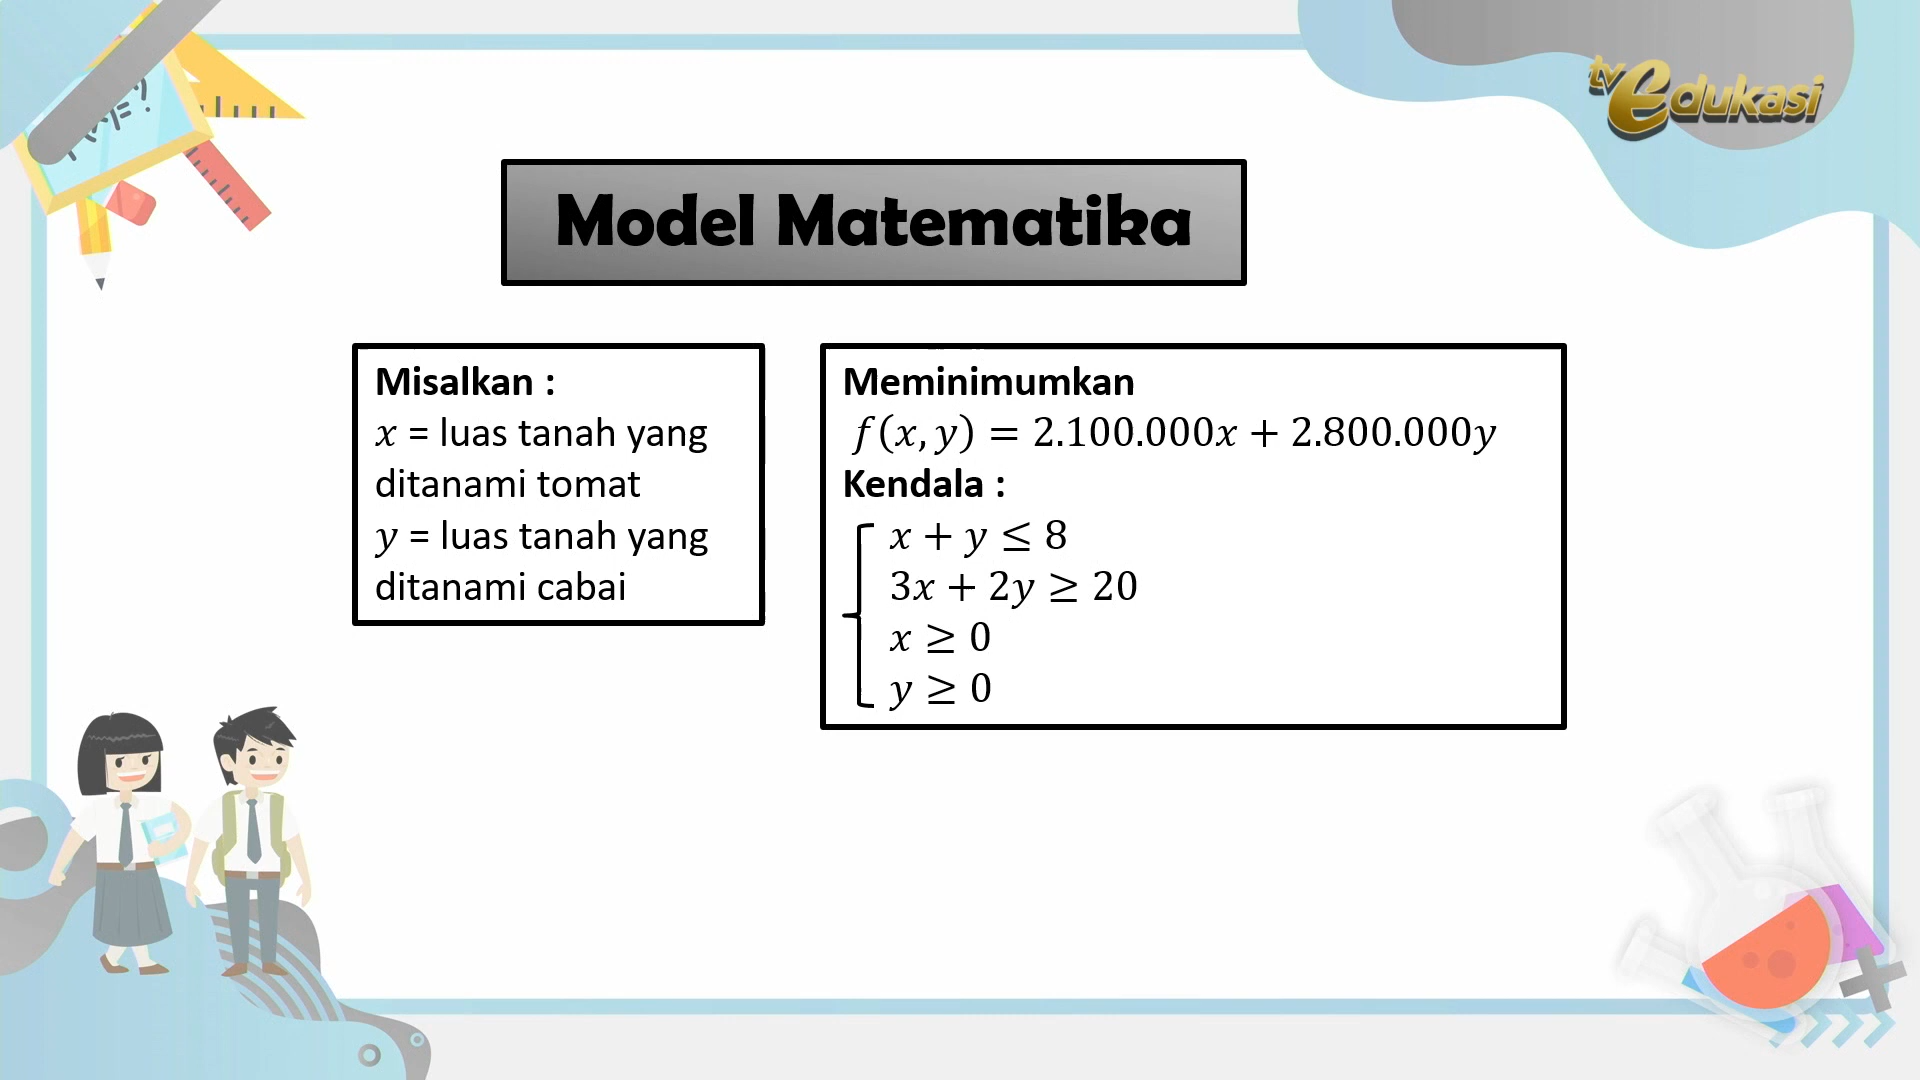 tv edukasi
Model Matematika
Misalkan :
x = luas tanah yang
ditanami tomat
y = luas tanah yang
ditanami cabai
Meminimumkan
f(x, y) = 2.100.000x + 2.800.000y
Kendala :
x + y ≤ 8
3x + 2y ≥ 20
x ≥ 0
y ≥ 0